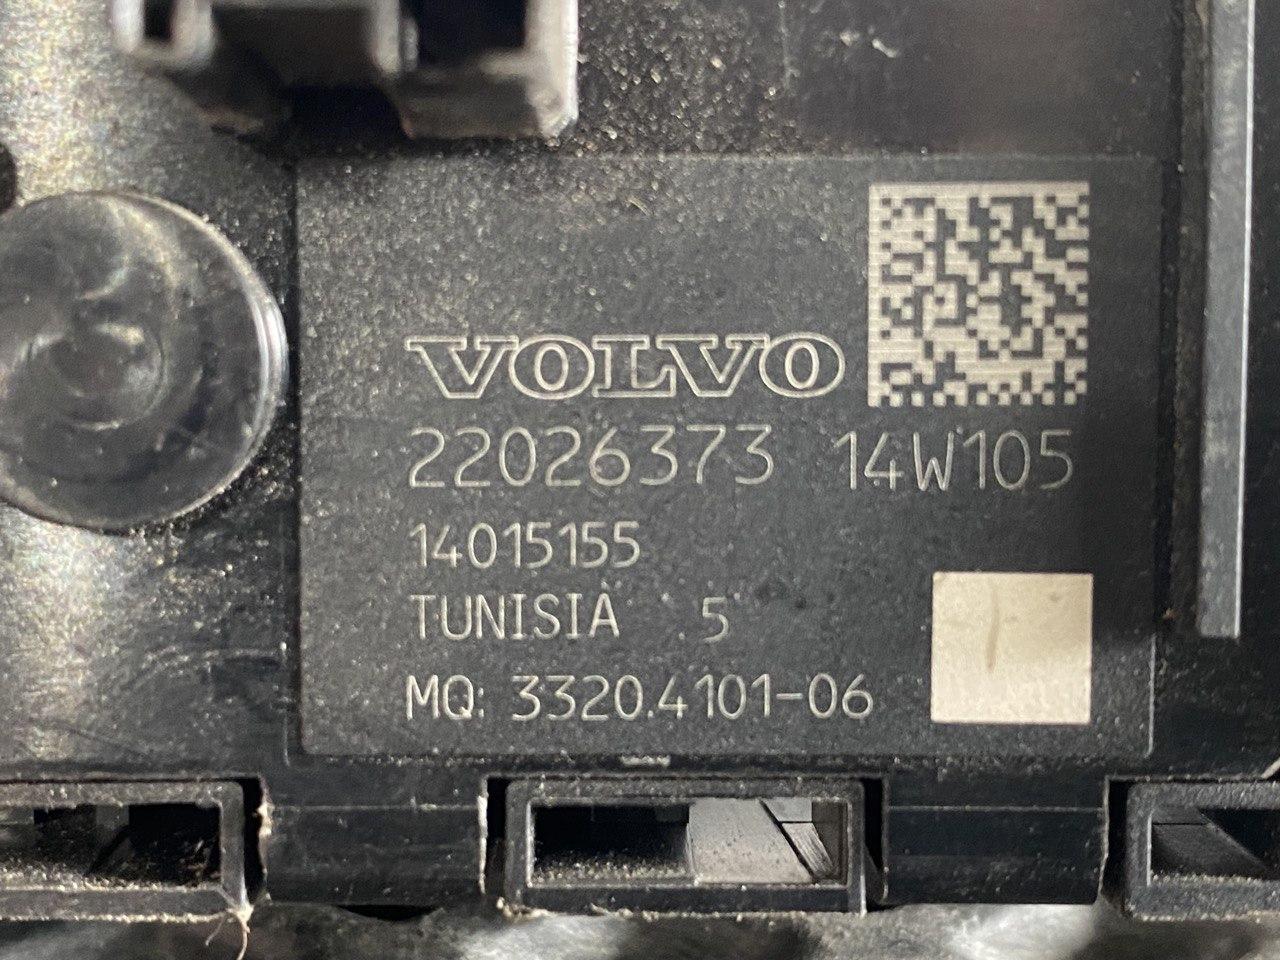 VOLVO
22026373 14W105
14015155
TUNISIA 5
MQ: 3320.4101-06